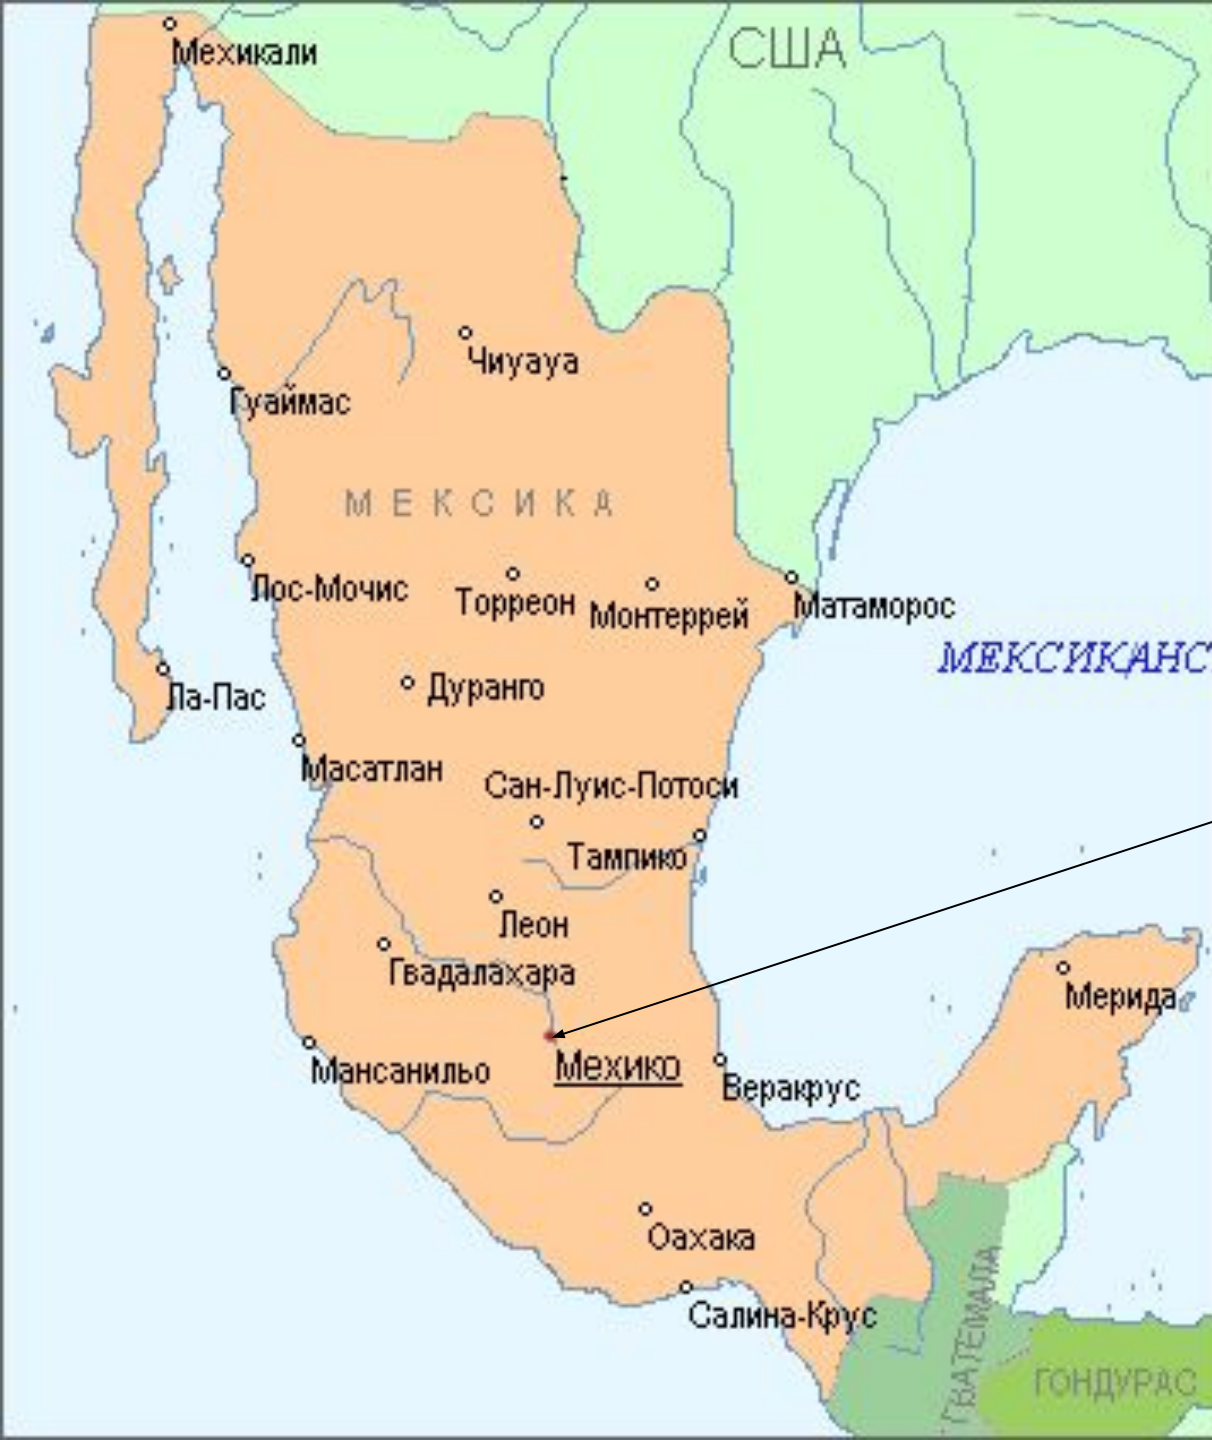 США
Мехикали
Чиуауа
Гуаймас
МЕКСИКА
Лос-Мочис
Торреон
Монтеррей
Матаморос
МЕКСИКАНС
Ла-Пас
Дуранго
Масатлан
Сан-Луис-Потоси
Тампико
Леон
Гвадалахара
Мерида
Мансанильо
Мехико
Веракрус
Оахака
Салина-Крус
ГВАТЕМАЛА
ГОНДУРАС